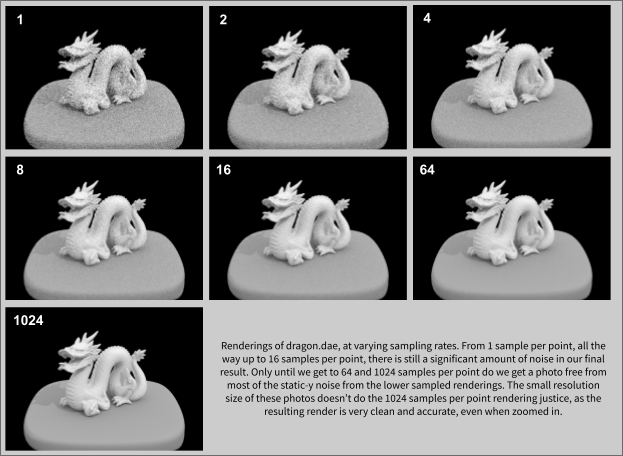 1
2
4
8
16
64
1024
Renderings of dragon.dae, at varying sampling rates. From 1 sample per point, all the
way up to 16 samples per point, there is still a significant amount of noise in our final
result. Only until we get to 64 and 1024 samples per point do we get a photo free from
most of the static-y noise from the lower sampled renderings. The small resolution
size of these photos doesn't do the 1024 samples per point rendering justice, as the
resulting render is very clean and accurate, even when zoomed in.